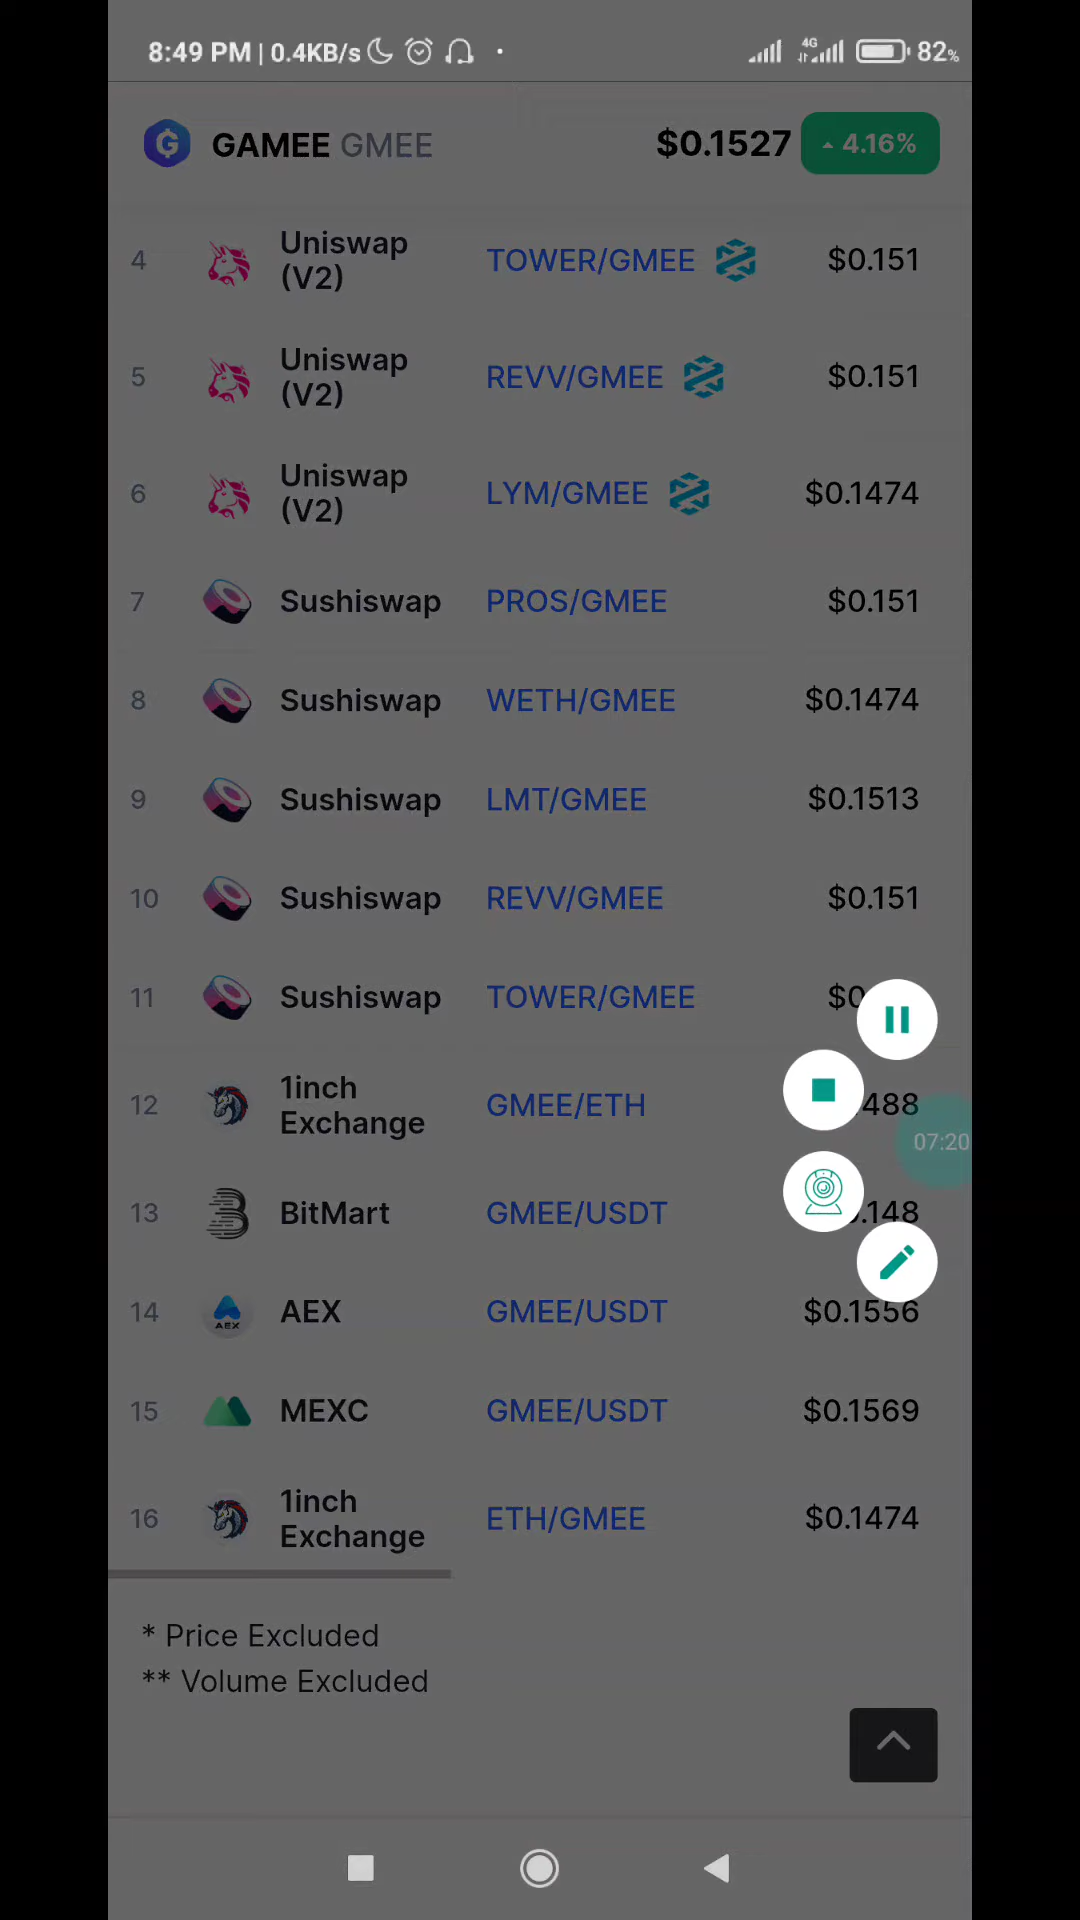 8:49 PM | 0.4KB/s 4G 82%
GAMEE GMEE $0.1527 4.16%
4 Uniswap (V2) TOWER/GMEE $0.151
5 Uniswap (V2) REVV/GMEE $0.151
6 Uniswap (V2) LYM/GMEE $0.1474
7 Sushiswap PROS/GMEE $0.151
8 Sushiswap WETH/GMEE $0.1474
9 Sushiswap LMT/GMEE $0.1513
10 Sushiswap REVV/GMEE $0.151
11 Sushiswap TOWER/GMEE $0
12 1inch Exchange GMEE/ETH 488
07:20
13 BitMart GMEE/USDT .148
14 AEX AEX GMEE/USDT $0.1556
15 MEXC GMEE/USDT $0.1569
16 1inch Exchange ETH/GMEE $0.1474
* Price Excluded
** Volume Excluded